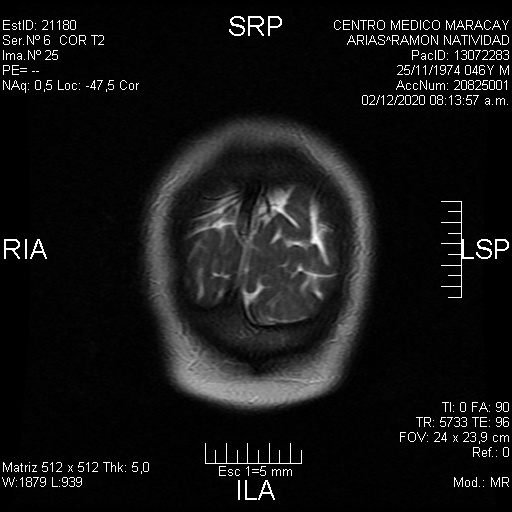 EstID: 21180
Ser.Nº 6 COR T2
Ima.Nº 25
PE= --
NAq: 0,5 Loc: -47,5 Cor
SRP
CENTRO MEDICO MARACAY
ARIAS^RAMON NATIVIDAD
PacID: 13072283
25/11/1974 046Y M
AccNum: 20825001
02/12/2020 08:13:57 a.m.
RIA
LSP
TI: 0 FA: 90
TR: 5733 TE: 96
FOV: 24 x 23,9 cm
Ref.: 0
Mod.: MR
Matriz 512 x 512 Thk: 5,0
W:1879 L:939
Esc 1=5 mm
ILA